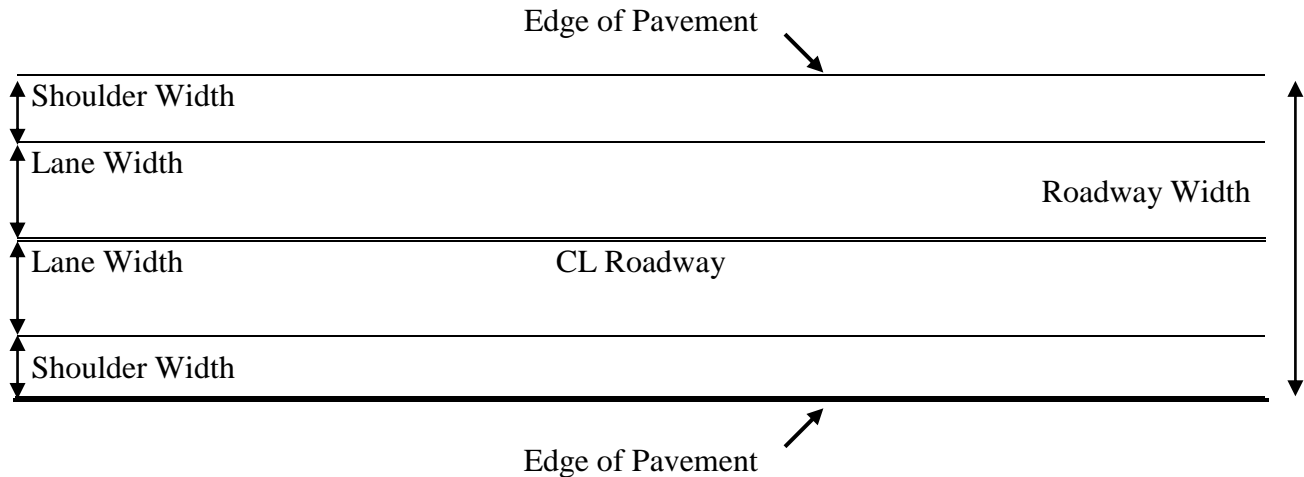 Edge of Pavement
Shoulder Width
Lane Width
Roadway Width
Lane Width
CL Roadway
Shoulder Width
Edge of Pavement